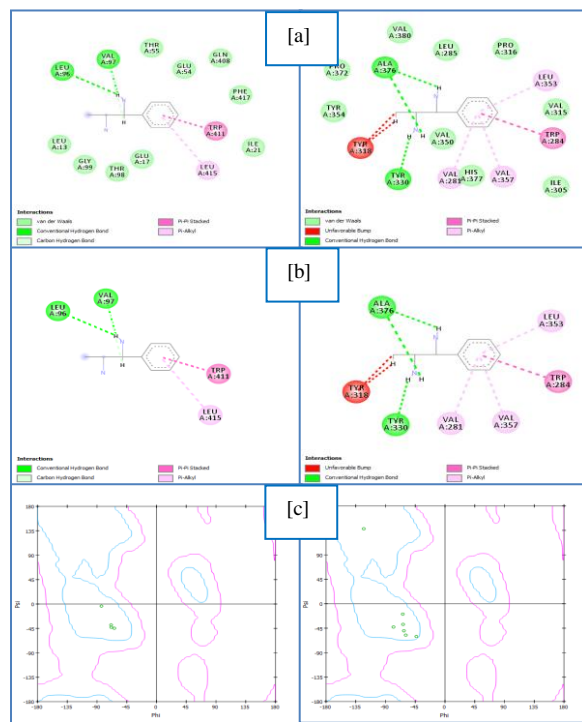 [a]
THR
A:55
VAL
A:97
GLU
A:54
GLN
A:408
LEU
A:96
PHE
A:417
H
N
H
N
TRP
A:411
LEU
A:13
GLU
A:17
ILE
A:21
GLY
A:99
THR
A:98
LEU
A:415
Interactions
van der Waals
Conventional Hydrogen Bond
Carbon Hydrogen Bond
Pi-Pi Stacked
Pi-Alkyl
VAL
A:380
LEU
A:285
PRO
A:316
PRO
A:372
ALA
A:376
LEU
A:353
TYR
A:354
H
N
VAL
A:315
H
N
H
H
VAL
A:350
TRP
A:284
TYR
A:318
TYR
A:330
VAL
A:281
HIS
A:377
VAL
A:357
ILE
A:305
Interactions
van der Waals
Unfavorable Bump
Conventional Hydrogen Bond
Pi-Pi Stacked
Pi-Alkyl
[b]
VAL
A:97
LEU
A:96
H
N
H
N
TRP
A:411
LEU
A:415
Interactions
Conventional Hydrogen Bond
Carbon Hydrogen Bond
Pi-Pi Stacked
Pi-Alkyl
ALA
A:376
LEU
A:353
H
N
H
N
H
H
TRP
A:284
TYR
A:318
TYR
A:330
VAL
A:281
VAL
A:357
Interactions
Unfavorable Bump
Conventional Hydrogen Bond
Pi-Pi Stacked
Pi-Alkyl
[c]
180
135
90
45
0
-45
-90
-135
-180
Psi
-180 -135 -90 -45 0 45 90 135 180
Phi
180
135
90
45
0
-45
-90
-135
-180
Psi
-180 -135 -90 -45 0 45 90 135 180
Phi